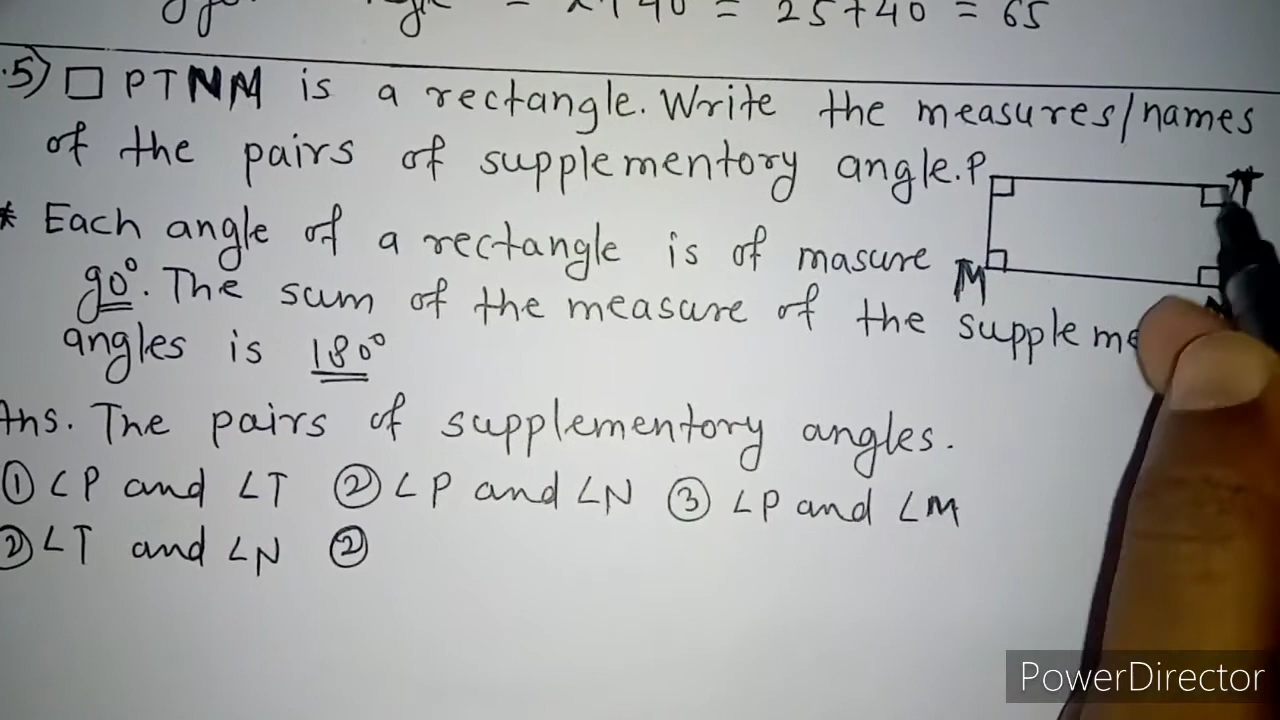 = x + 40 = 25 + 40 = 65
.5) □ PTNM is a rectangle. Write the measures/names
of the pairs of supplementory angle.
P T
* Each angle of a rectangle is of masure
M
90°. The sum of the measure of the
angles is 180°
Ans. The pairs of supplementory angles.
① ∠P and ∠T ② ∠P and ∠N ③ ∠P and ∠M
② ∠T and ∠N ②
PowerDirector